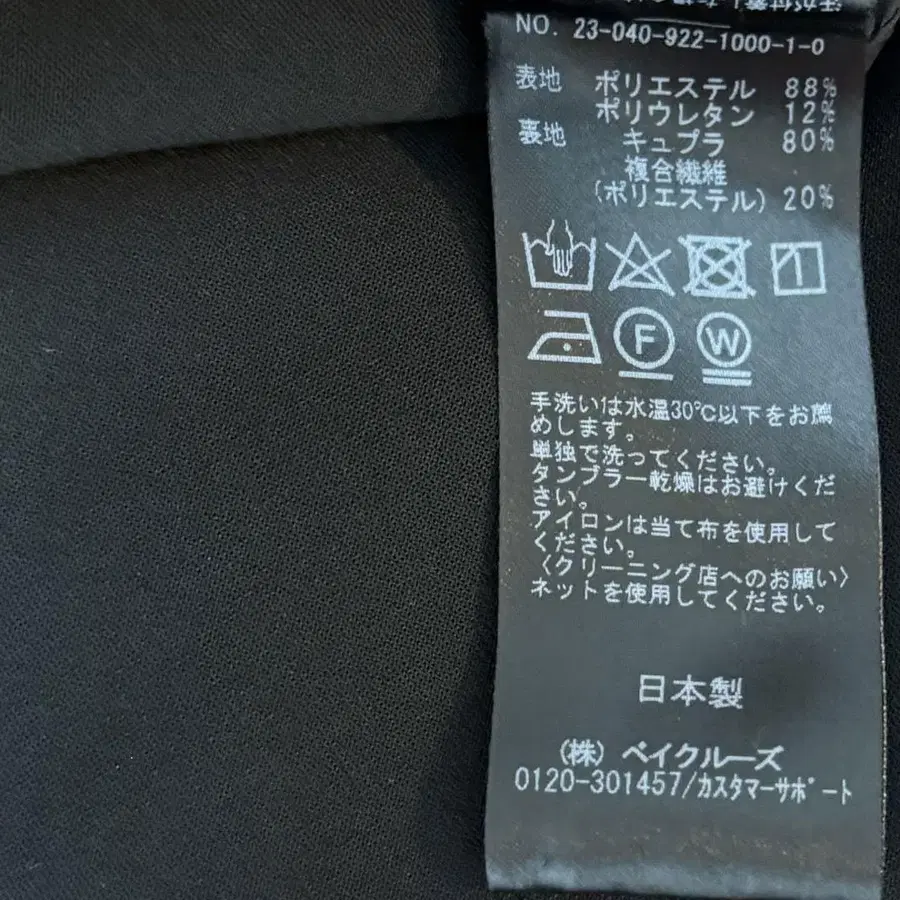 汗が付着した
NO. 23-040-922-1000-1-0
表地 ポリエステル 88%
ポリウレタン 12%
裏地 キュプラ 80%
複合繊維
(ポリエステル) 20%
F W
手洗いは水温30℃以下をお薦
めします。
単独で洗ってください。
タンブラー乾燥はお避けくだ
さい。
アイロンは当て布を使用して
ください。
〈クリーニング店へのお願い〉
ネットを使用してください。
日本製
(株) ベイクルーズ
0120-301457/カスタマーサポート